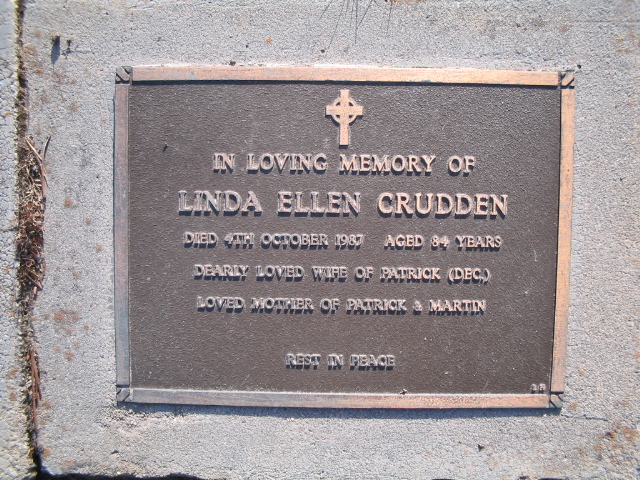 IN LOVING MEMORY OF
LINDA ELLEN CRUDDEN
DIED 4TH OCTOBER 1987 AGED 84 YEARS
DEARLY LOVED WIFE OF PATRICK (DEC.)
LOVED MOTHER OF PATRICK & MARTIN
REST IN PEACE